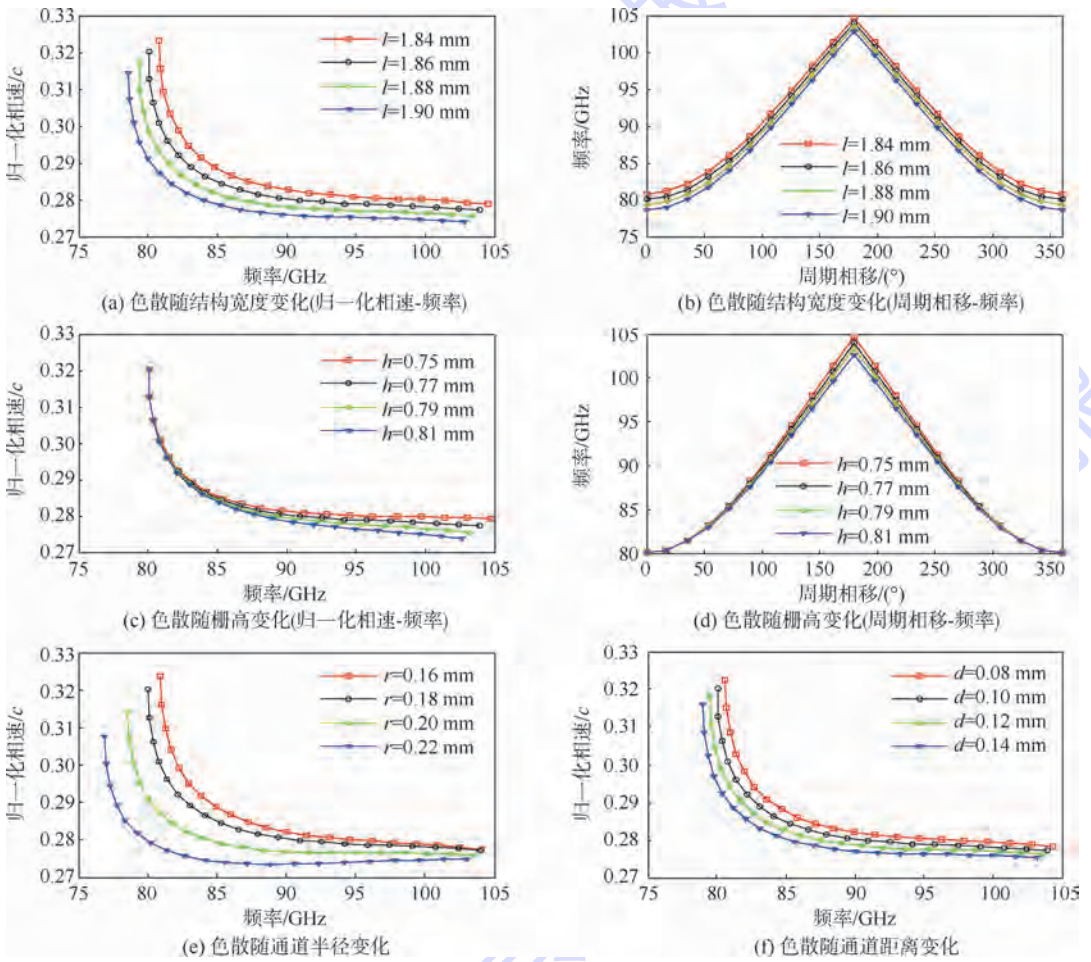 0.33
0.32
0.31
0.30
0.29
0.28
0.27
归一化相速/c
l=1.84 mm
l=1.86 mm
l=1.88 mm
l=1.90 mm
75 80 85 90 95 100 105
频率/GHz
(a) 色散随结构宽度变化(归一化相速-频率)
105
100
95
90
85
80
75
频率/GHz
l=1.84 mm
l=1.86 mm
l=1.88 mm
l=1.90 mm
0 50 100 150 200 250 300 350
周期相移/(°)
(b) 色散随结构宽度变化(周期相移-频率)
0.33
0.32
0.31
0.30
0.29
0.28
0.27
归一化相速/c
h=0.75 mm
h=0.77 mm
h=0.79 mm
h=0.81 mm
75 80 85 90 95 100 105
频率/GHz
(c) 色散随栅高变化(归一化相速-频率)
105
100
95
90
85
80
频率/GHz
h=0.75 mm
h=0.77 mm
h=0.79 mm
h=0.81 mm
0 50 100 150 200 250 300 350
周期相移/(°)
(d) 色散随栅高变化(周期相移-频率)
0.33
0.32
0.31
0.30
0.29
0.28
0.27
归一化相速/c
r=0.16 mm
r=0.18 mm
r=0.20 mm
r=0.22 mm
75 80 85 90 95 100 105
频率/GHz
(e) 色散随通道半径变化
0.33
0.32
0.31
0.30
0.29
0.28
0.27
归一化相速/c
d=0.08 mm
d=0.10 mm
d=0.12 mm
d=0.14 mm
75 80 85 90 95 100 105
频率/GHz
(f) 色散随通道距离变化